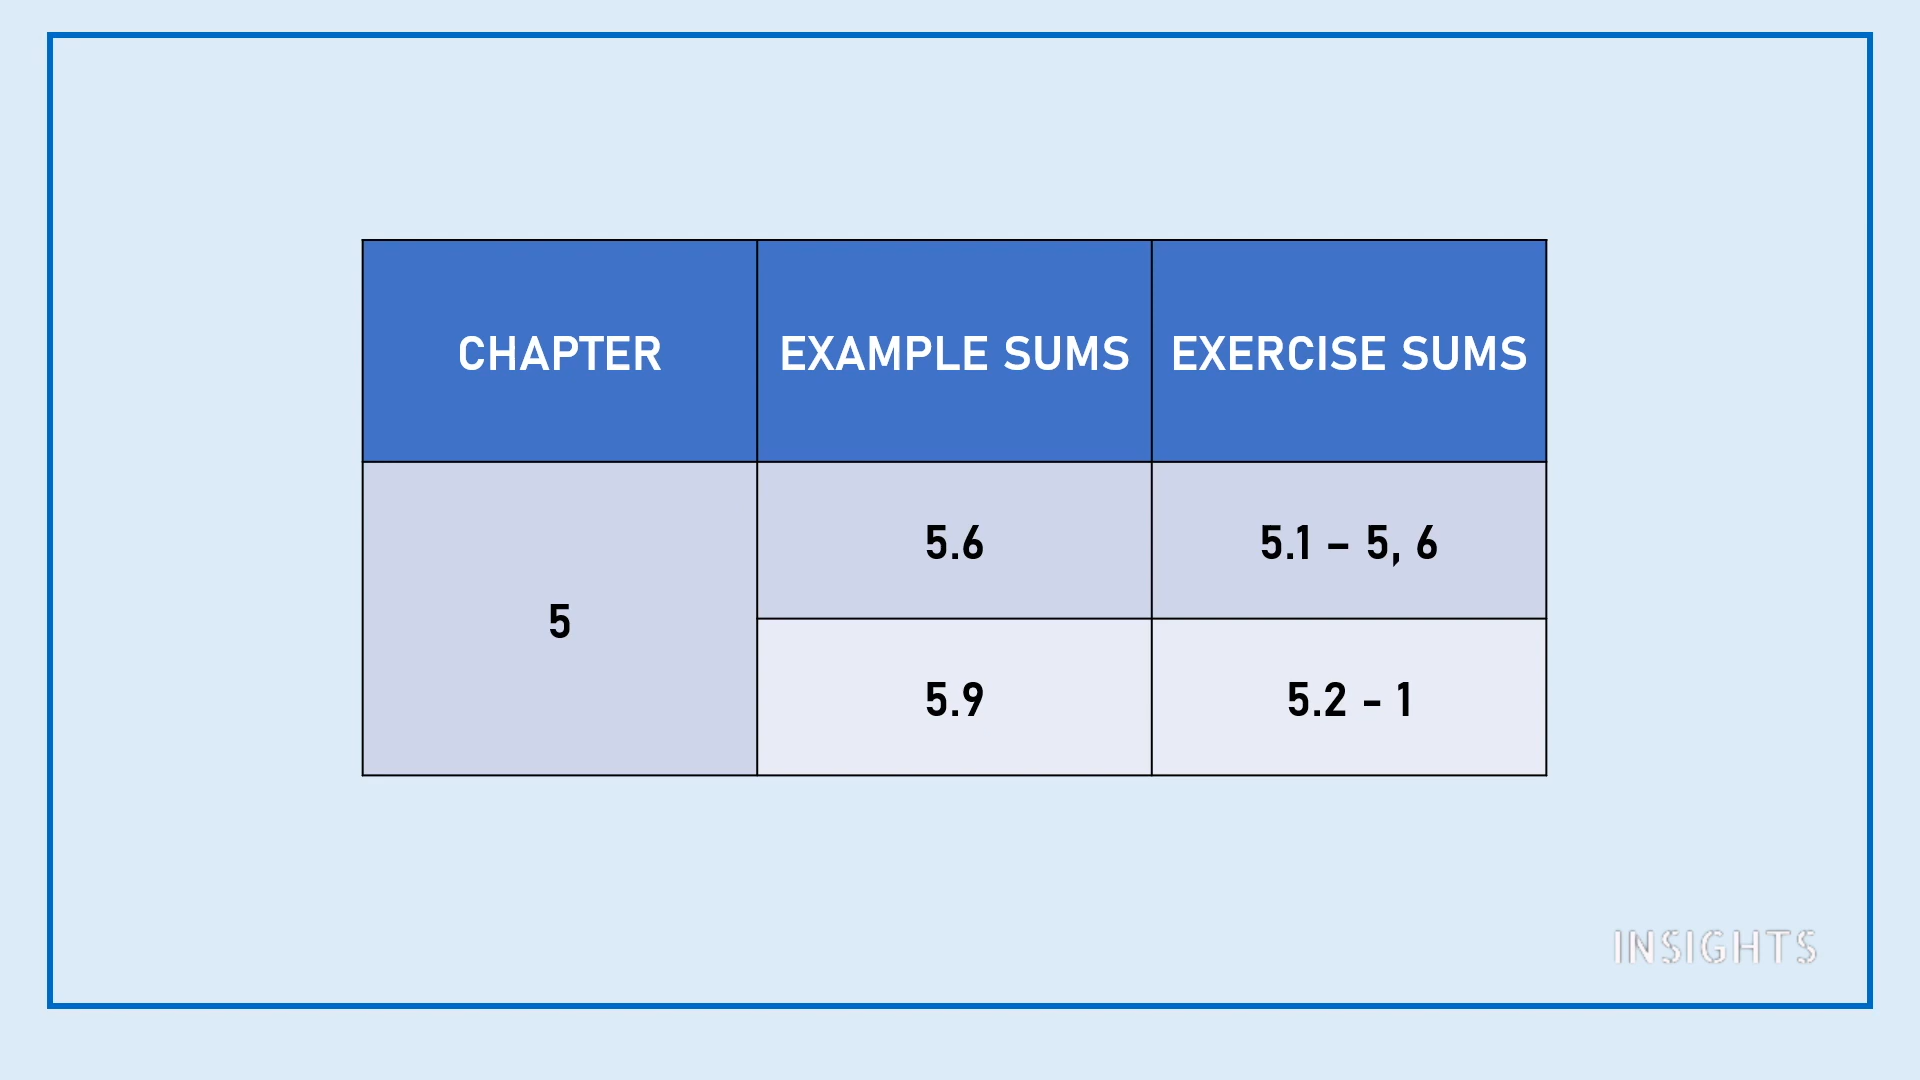 CHAPTER EXAMPLE SUMS EXERCISE SUMS
5
5.6 5.1 – 5, 6
5.9 5.2 - 1
INSIGHTS